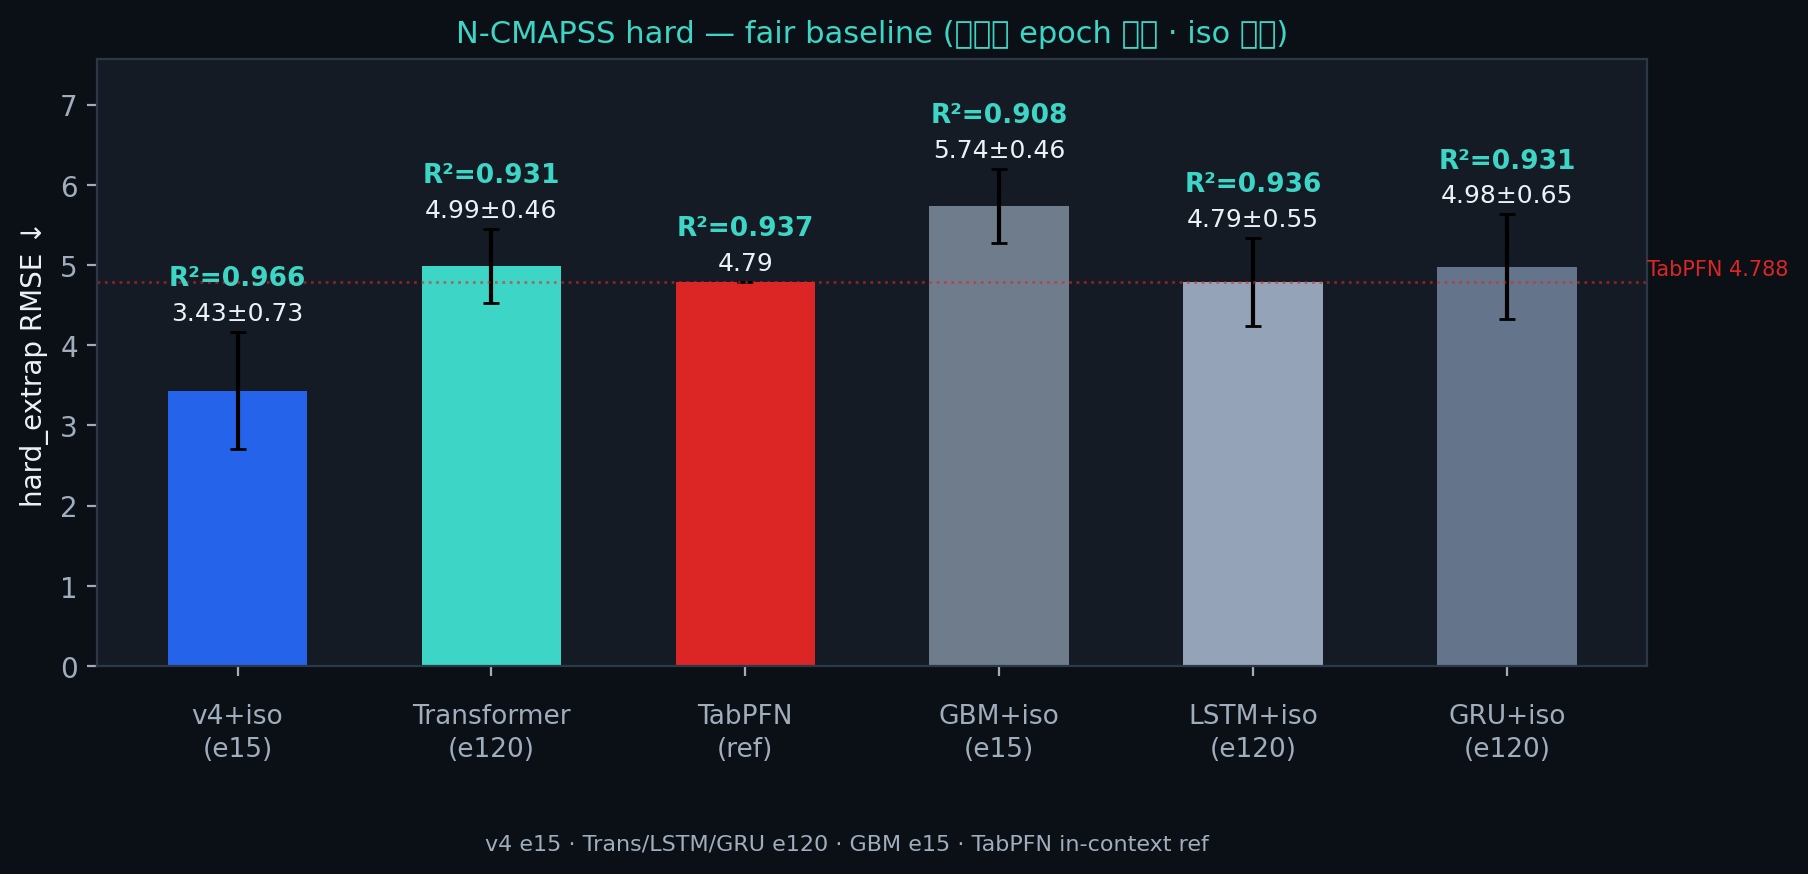 N-CMAPSS hard — fair baseline (□□□ epoch □□ · iso □□)
hard_extrap RMSE ↓
7
6
5
4
3
2
1
0
R²=0.966
3.43±0.73
R²=0.931
4.99±0.46
R²=0.937
4.79
R²=0.908
5.74±0.46
R²=0.936
4.79±0.55
R²=0.931
4.98±0.65
TabPFN 4.788
v4+iso
(e15)
Transformer
(e120)
TabPFN
(ref)
GBM+iso
(e15)
LSTM+iso
(e120)
GRU+iso
(e120)
v4 e15 · Trans/LSTM/GRU e120 · GBM e15 · TabPFN in-context ref